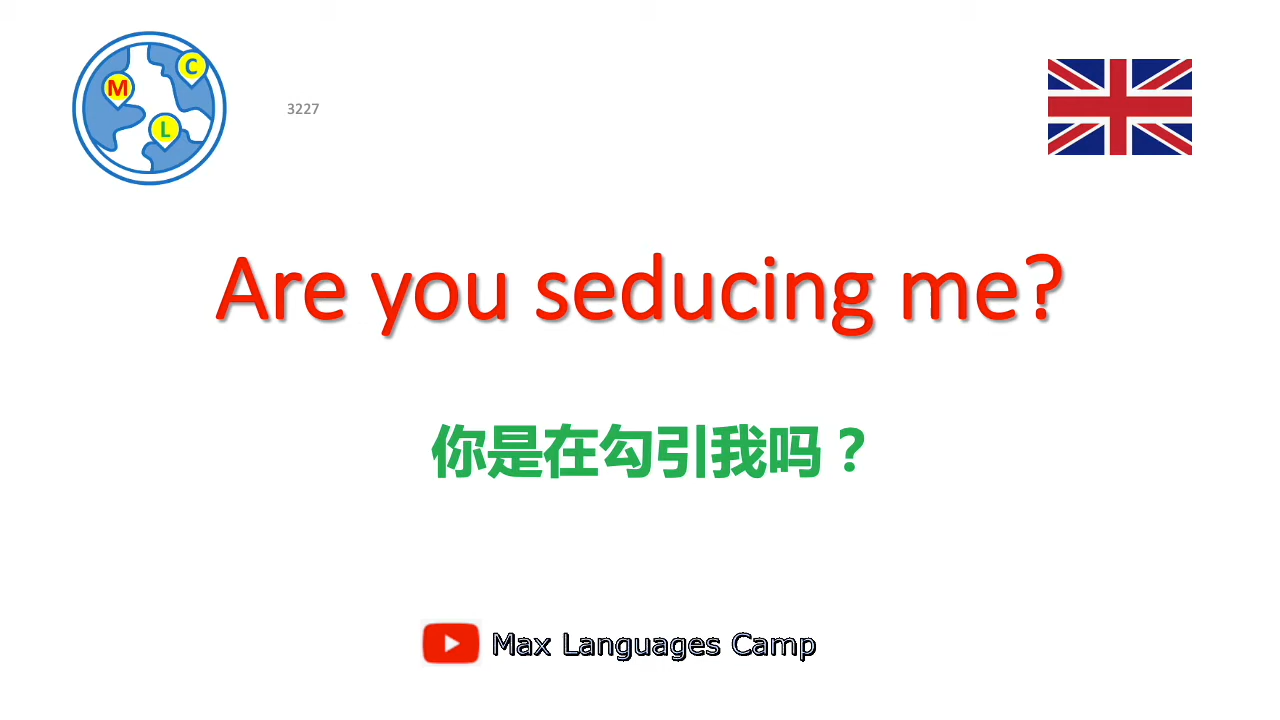 M
C
L
3227
Are you seducing me?
你是在勾引我吗？
Max Languages Camp